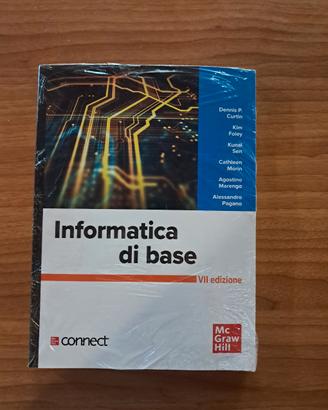 Dennis P.
Curtin
Kim
Foley
Kunal
Sen
Cathleen
Morin
Agostino
Marengo
Alessandro
Pagano
Informatica
di base
VII edizione
connect
Mc
Graw
Hill